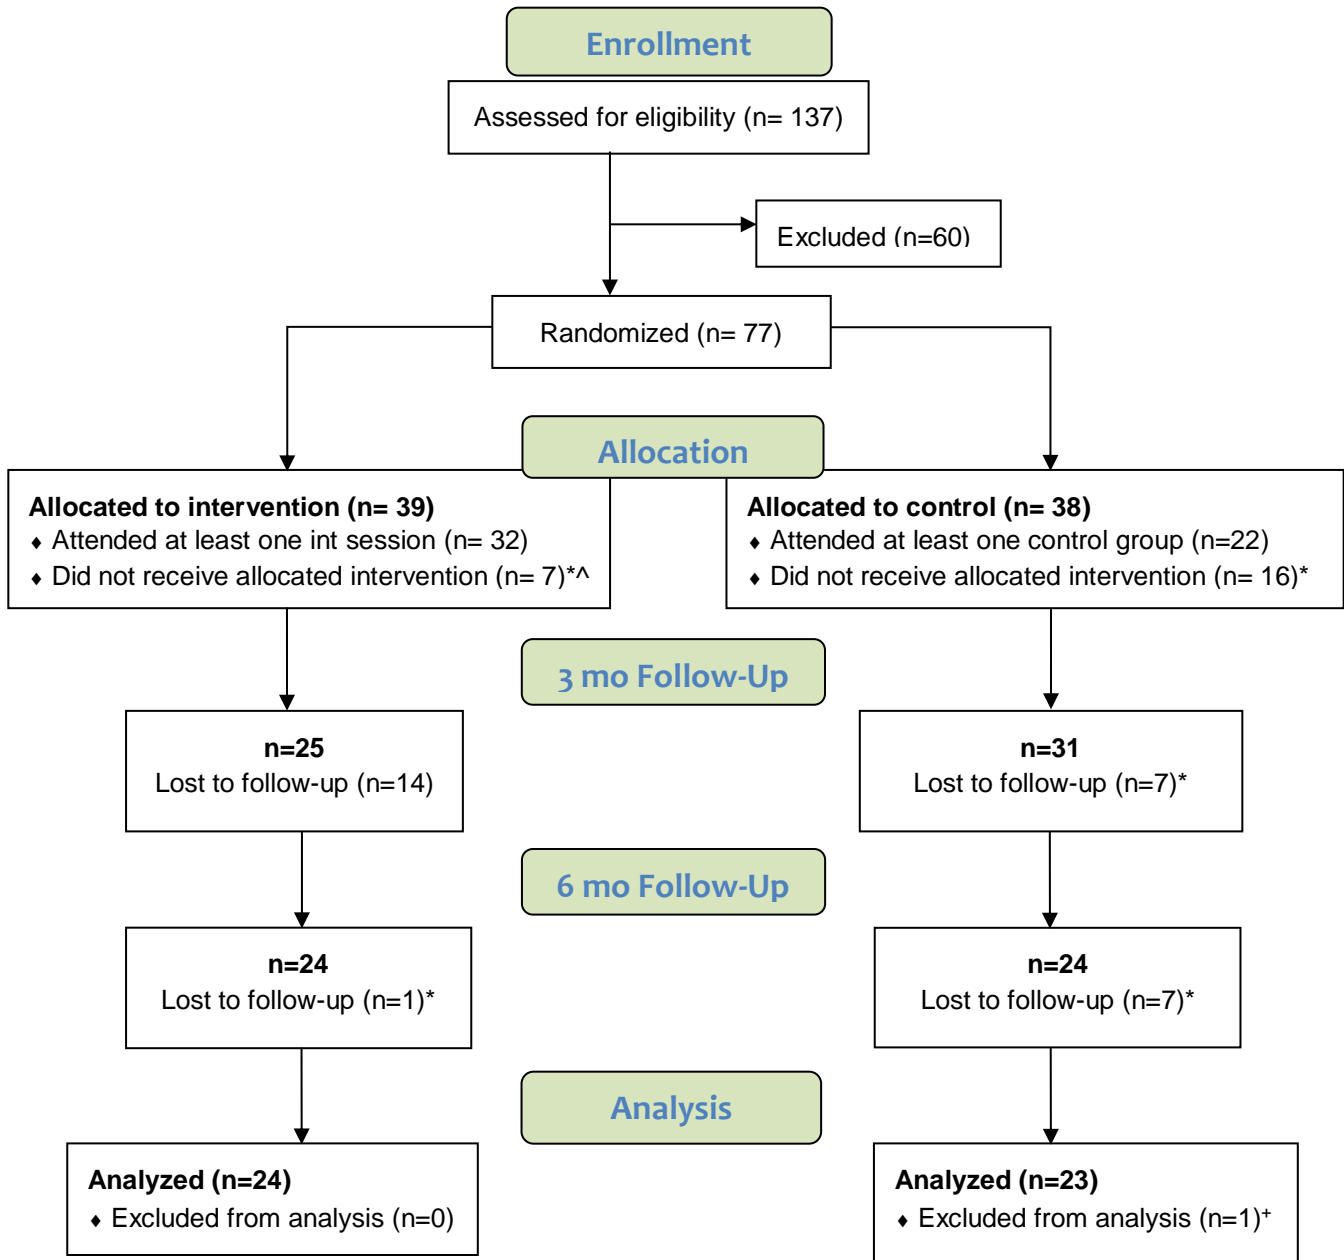 Enrollment
Assessed for eligibility (n= 137)
Excluded (n=60)
Randomized (n= 77)
Allocation
Allocated to intervention (n= 39)
♦ Attended at least one int session (n= 32)
♦ Did not receive allocated intervention (n= 7)*^
Allocated to control (n= 38)
♦ Attended at least one control group (n=22)
♦ Did not receive allocated intervention (n= 16)*
3 mo Follow-Up
n=25
Lost to follow-up (n=14)
n=31
Lost to follow-up (n=7)*
6 mo Follow-Up
n=24
Lost to follow-up (n=1)*
n=24
Lost to follow-up (n=7)*
Analysis
Analyzed (n=24)
♦ Excluded from analysis (n=0)
Analyzed (n=23)
♦ Excluded from analysis (n=1)⁺